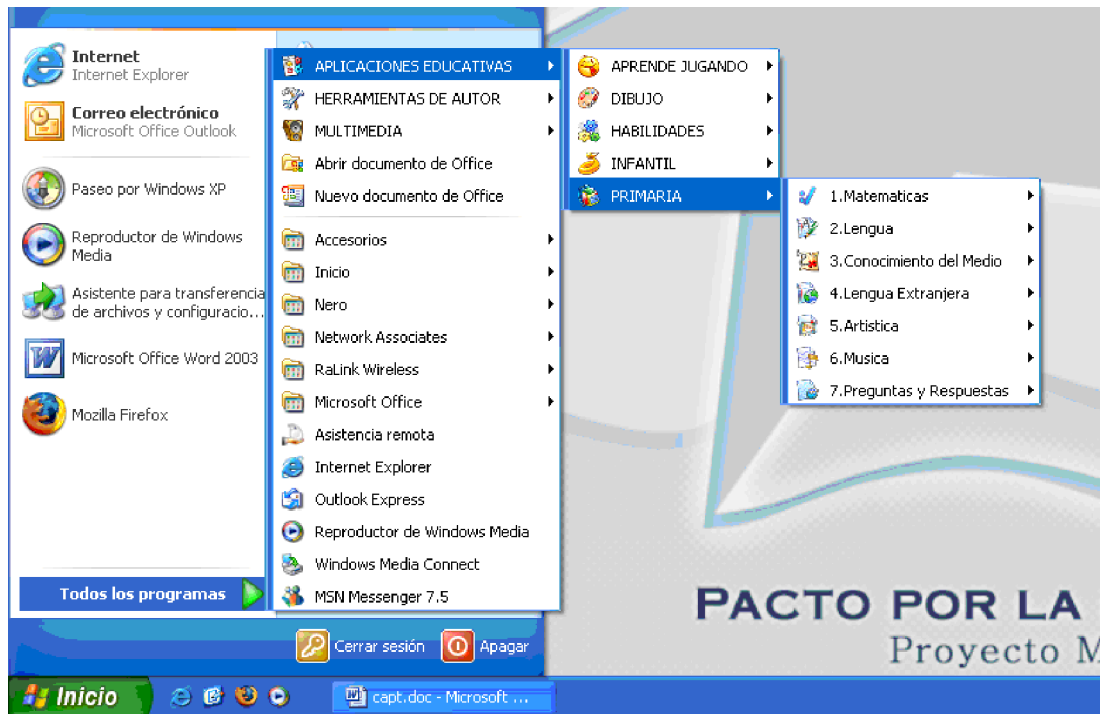 Internet
Internet Explorer
Correo electrónico
Microsoft Office Outlook
Paseo por Windows XP
Reproductor de Windows
Media
Asistente para transferencia
de archivos y configuracio...
Microsoft Office Word 2003
Mozilla Firefox
Todos los programas
APLICACIONES EDUCATIVAS
HERRAMIENTAS DE AUTOR
MULTIMEDIA
Abrir documento de Office
Nuevo documento de Office
Accesorios
Inicio
Nero
Network Associates
RaLink Wireless
Microsoft Office
Asistencia remota
Internet Explorer
Outlook Express
Reproductor de Windows Media
Windows Media Connect
MSN Messenger 7.5
APRENDE JUGANDO
DIBUJO
HABILIDADES
INFANTIL
PRIMARIA
1.Matematicas
2.Lengua
3.Conocimiento del Medio
4.Lengua Extranjera
5.Artistica
6.Musica
7.Preguntas y Respuestas
PACTO POR LA
Proyecto M
Cerrar sesión
Apagar
Inicio
capt.doc - Microsoft ...